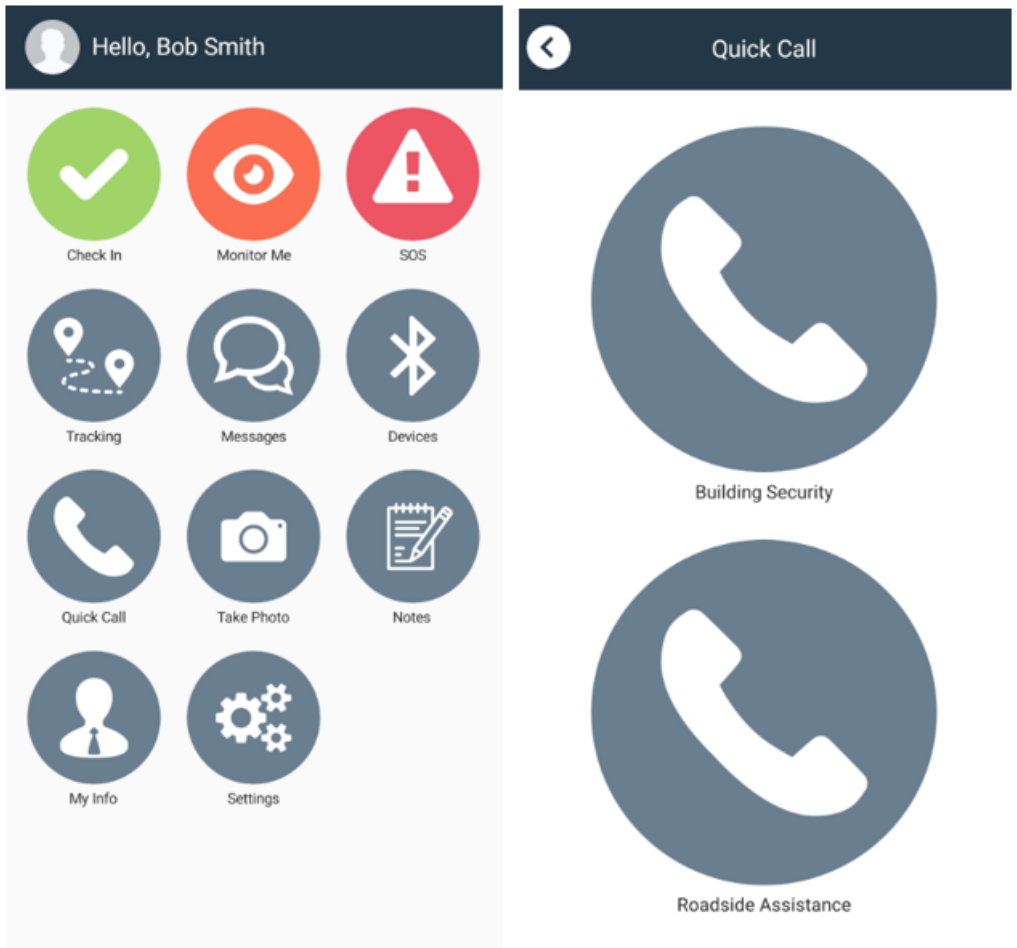 Hello, Bob Smith
Check In
Monitor Me
SOS
Tracking
Messages
Devices
Quick Call
Take Photo
Notes
My Info
Settings
Quick Call
Building Security
Roadside Assistance